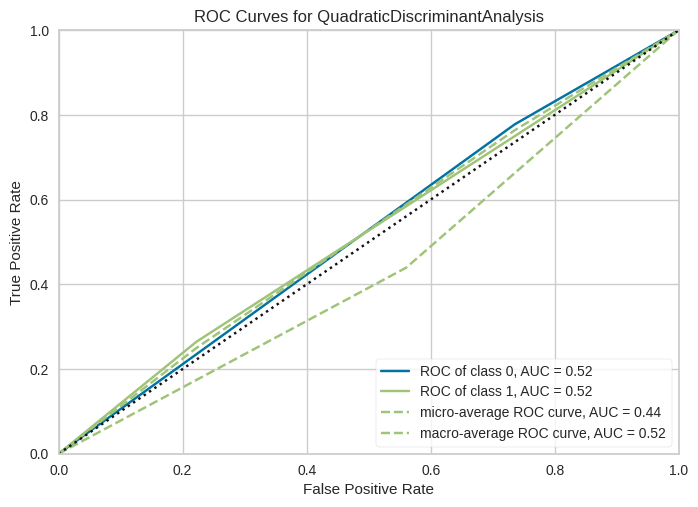 ROC Curves for QuadraticDiscriminantAnalysis
1.0
0.8
0.6
0.4
0.2
0.0
True Positive Rate
ROC of class 0, AUC = 0.52
ROC of class 1, AUC = 0.52
micro-average ROC curve, AUC = 0.44
macro-average ROC curve, AUC = 0.52
0.0 0.2 0.4 0.6 0.8 1.0
False Positive Rate